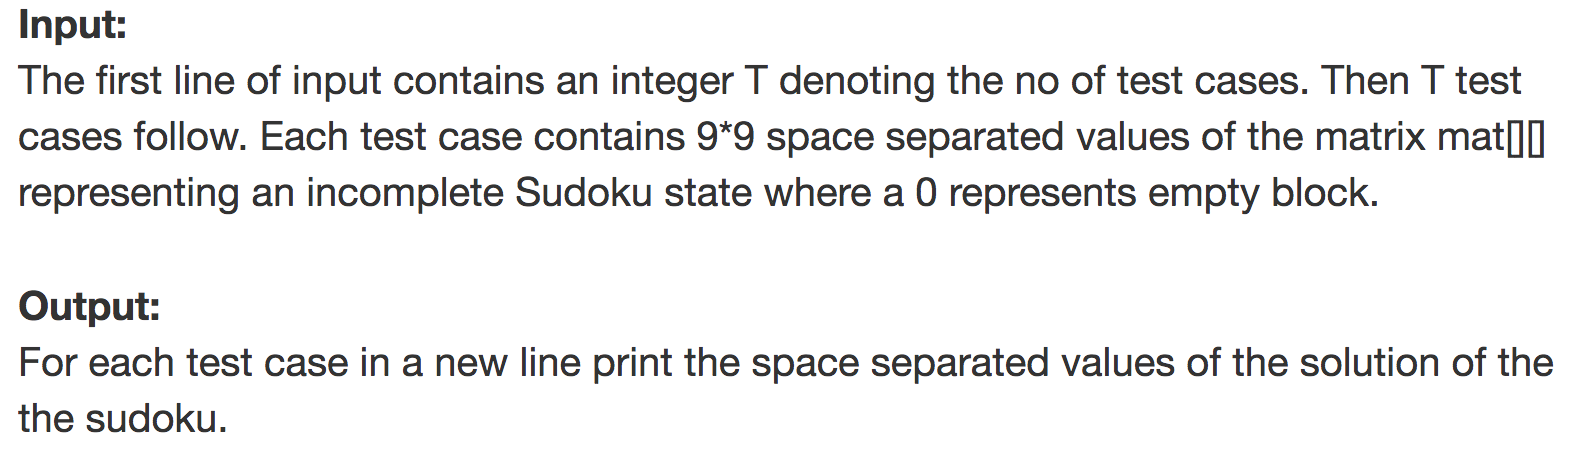 Input:
The first line of input contains an integer T denoting the no of test cases. Then T test
cases follow. Each test case contains 9*9 space separated values of the matrix mat[][]
representing an incomplete Sudoku state where a 0 represents empty block.
Output:
For each test case in a new line print the space separated values of the solution of the
the sudoku.